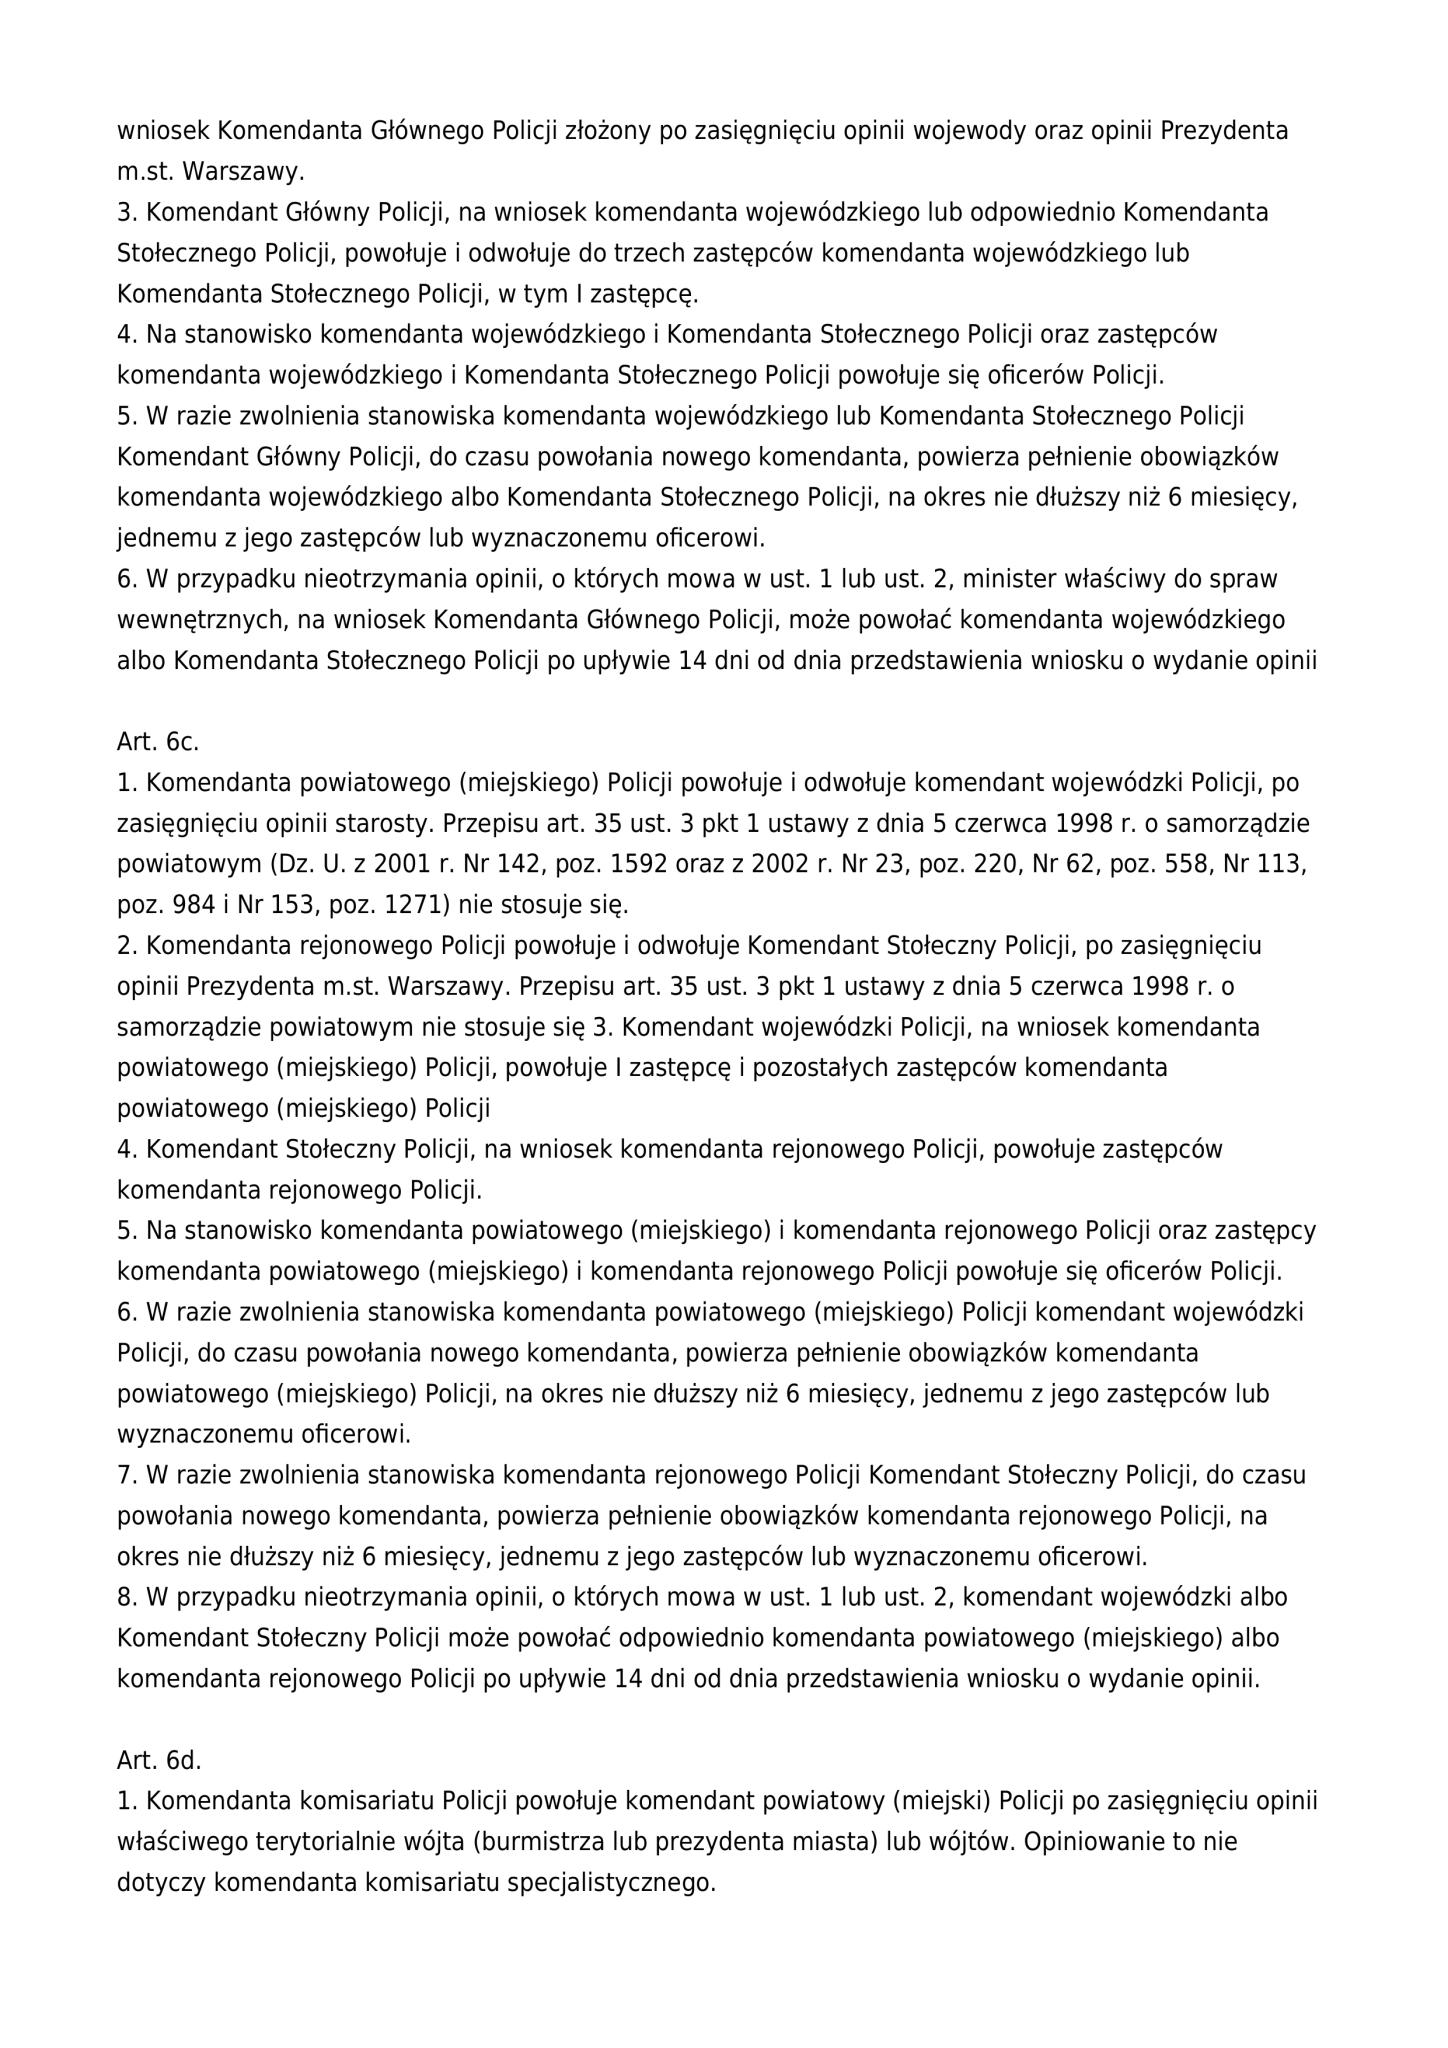 wniosek Komendanta Głównego Policji złożony po zasięgnięciu opinii wojewody oraz opinii Prezydenta
m.st. Warszawy.
3. Komendant Główny Policji, na wniosek komendanta wojewódzkiego lub odpowiednio Komendanta
Stołecznego Policji, powołuje i odwołuje do trzech zastępców komendanta wojewódzkiego lub
Komendanta Stołecznego Policji, w tym I zastępcę.
4. Na stanowisko komendanta wojewódzkiego i Komendanta Stołecznego Policji oraz zastępców
komendanta wojewódzkiego i Komendanta Stołecznego Policji powołuje się oficerów Policji.
5. W razie zwolnienia stanowiska komendanta wojewódzkiego lub Komendanta Stołecznego Policji
Komendant Główny Policji, do czasu powołania nowego komendanta, powierza pełnienie obowiązków
komendanta wojewódzkiego albo Komendanta Stołecznego Policji, na okres nie dłuższy niż 6 miesięcy,
jednemu z jego zastępców lub wyznaczonemu oficerowi.
6. W przypadku nieotrzymania opinii, o których mowa w ust. 1 lub ust. 2, minister właściwy do spraw
wewnętrznych, na wniosek Komendanta Głównego Policji, może powołać komendanta wojewódzkiego
albo Komendanta Stołecznego Policji po upływie 14 dni od dnia przedstawienia wniosku o wydanie opinii
Art. 6c.
1. Komendanta powiatowego (miejskiego) Policji powołuje i odwołuje komendant wojewódzki Policji, po
zasięgnięciu opinii starosty. Przepisu art. 35 ust. 3 pkt 1 ustawy z dnia 5 czerwca 1998 r. o samorządzie
powiatowym (Dz. U. z 2001 r. Nr 142, poz. 1592 oraz z 2002 r. Nr 23, poz. 220, Nr 62, poz. 558, Nr 113,
poz. 984 i Nr 153, poz. 1271) nie stosuje się.
2. Komendanta rejonowego Policji powołuje i odwołuje Komendant Stołeczny Policji, po zasięgnięciu
opinii Prezydenta m.st. Warszawy. Przepisu art. 35 ust. 3 pkt 1 ustawy z dnia 5 czerwca 1998 r. o
samorządzie powiatowym nie stosuje się 3. Komendant wojewódzki Policji, na wniosek komendanta
powiatowego (miejskiego) Policji, powołuje I zastępcę i pozostałych zastępców komendanta
powiatowego (miejskiego) Policji
4. Komendant Stołeczny Policji, na wniosek komendanta rejonowego Policji, powołuje zastępców
komendanta rejonowego Policji.
5. Na stanowisko komendanta powiatowego (miejskiego) i komendanta rejonowego Policji oraz zastępcy
komendanta powiatowego (miejskiego) i komendanta rejonowego Policji powołuje się oficerów Policji.
6. W razie zwolnienia stanowiska komendanta powiatowego (miejskiego) Policji komendant wojewódzki
Policji, do czasu powołania nowego komendanta, powierza pełnienie obowiązków komendanta
powiatowego (miejskiego) Policji, na okres nie dłuższy niż 6 miesięcy, jednemu z jego zastępców lub
wyznaczonemu oficerowi.
7. W razie zwolnienia stanowiska komendanta rejonowego Policji Komendant Stołeczny Policji, do czasu
powołania nowego komendanta, powierza pełnienie obowiązków komendanta rejonowego Policji, na
okres nie dłuższy niż 6 miesięcy, jednemu z jego zastępców lub wyznaczonemu oficerowi.
8. W przypadku nieotrzymania opinii, o których mowa w ust. 1 lub ust. 2, komendant wojewódzki albo
Komendant Stołeczny Policji może powołać odpowiednio komendanta powiatowego (miejskiego) albo
komendanta rejonowego Policji po upływie 14 dni od dnia przedstawienia wniosku o wydanie opinii.
Art. 6d.
1. Komendanta komisariatu Policji powołuje komendant powiatowy (miejski) Policji po zasięgnięciu opinii
właściwego terytorialnie wójta (burmistrza lub prezydenta miasta) lub wójtów. Opiniowanie to nie
dotyczy komendanta komisariatu specjalistycznego.